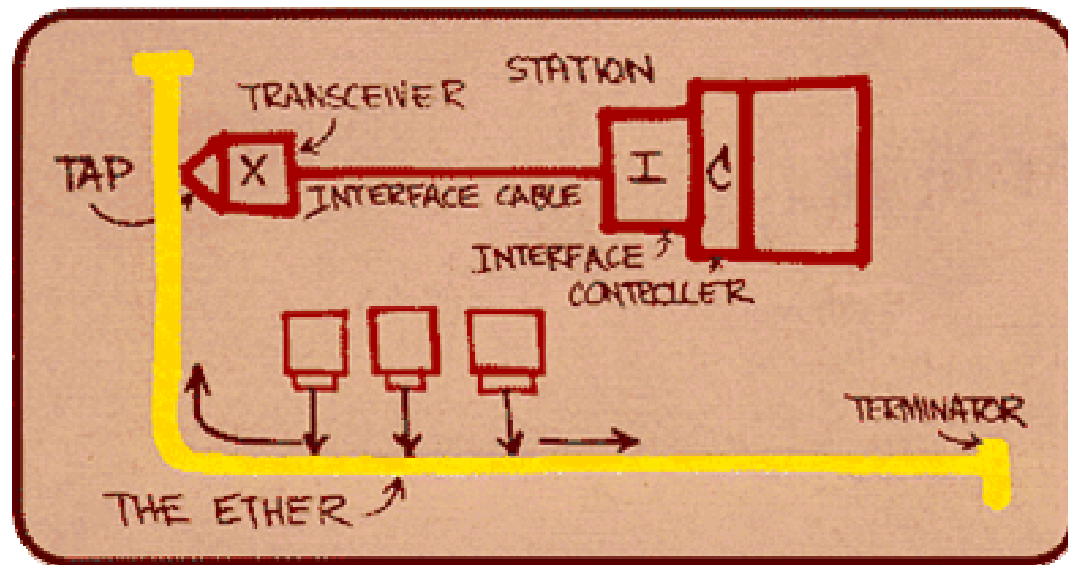 STATION
TRANSCEIVER
TAP
X
I
C
INTERFACE CABLE
INTERFACE
CONTROLLER
TERMINATOR
THE ETHER